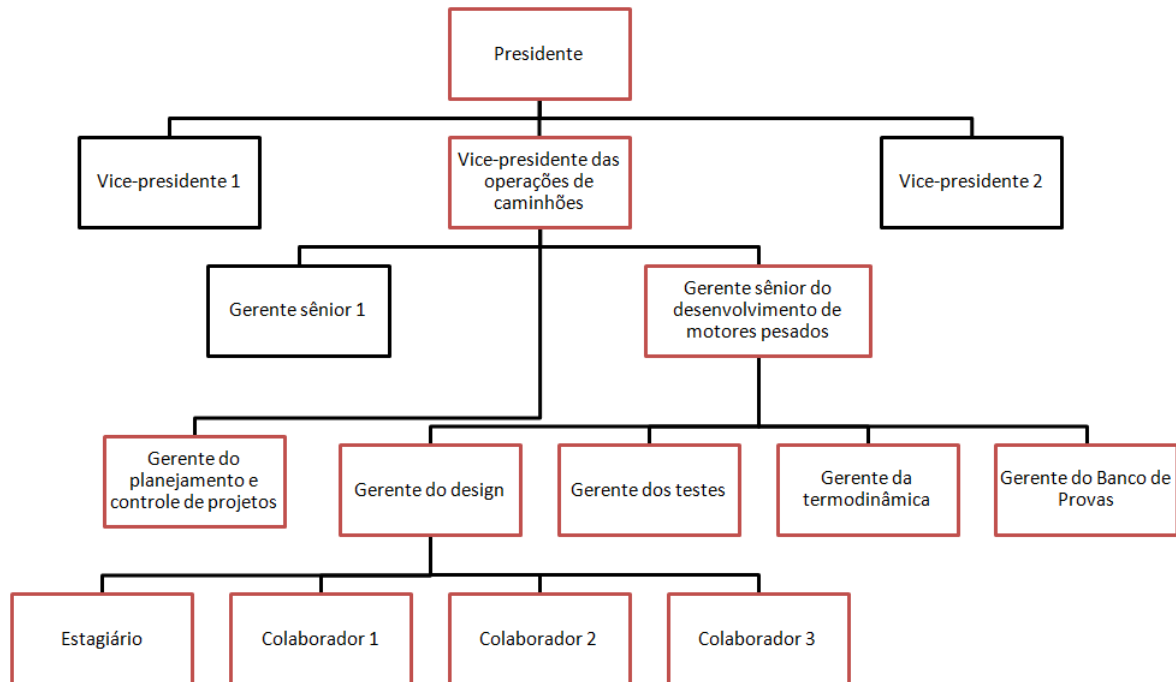 Presidente
Vice-presidente 1
Vice-presidente das
operações de
caminhões
Vice-presidente 2
Gerente sênior 1
Gerente sênior do
desenvolvimento de
motores pesados
Gerente do
planejamento e
controle de projetos
Gerente do design
Gerente dos testes
Gerente da
termodinâmica
Gerente do Banco de
Provas
Estagiário
Colaborador 1
Colaborador 2
Colaborador 3